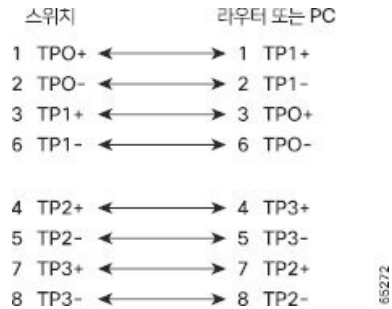 스위치 라우터 또는 PC
1 TPO+ 1 TP1+
2 TPO- 2 TP1-
3 TP1+ 3 TPO+
6 TP1- 6 TPO-
4 TP2+ 4 TP3+
5 TP2- 5 TP3-
7 TP3+ 7 TP2+
8 TP3- 8 TP2-
65272